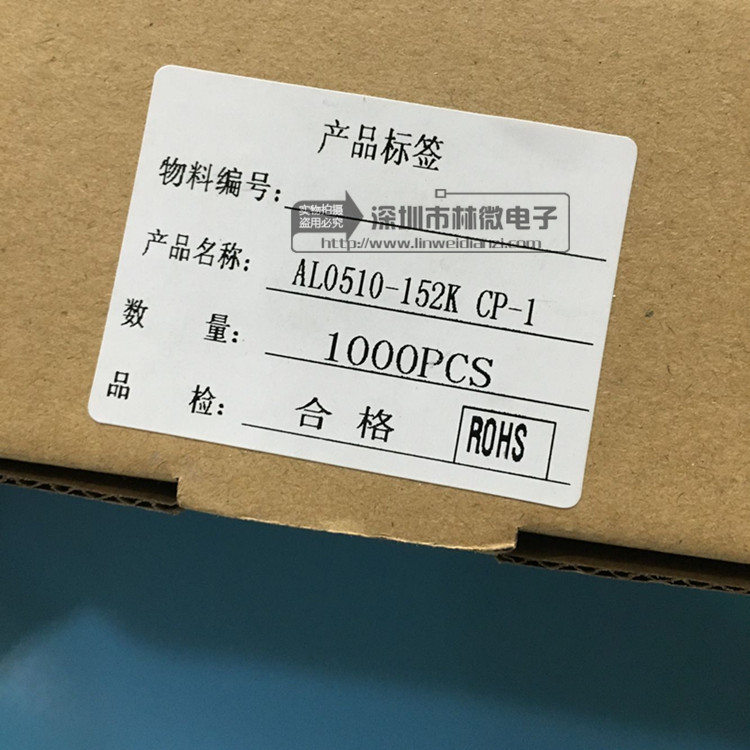 产品标签
物料编号:
实物拍摄
盗用必究
深圳市林微电子
http://www.linweidianzi.com
产品名称: AL0510-152K CP-1
数 量: 1000PCS
品 检: 合格 ROHS